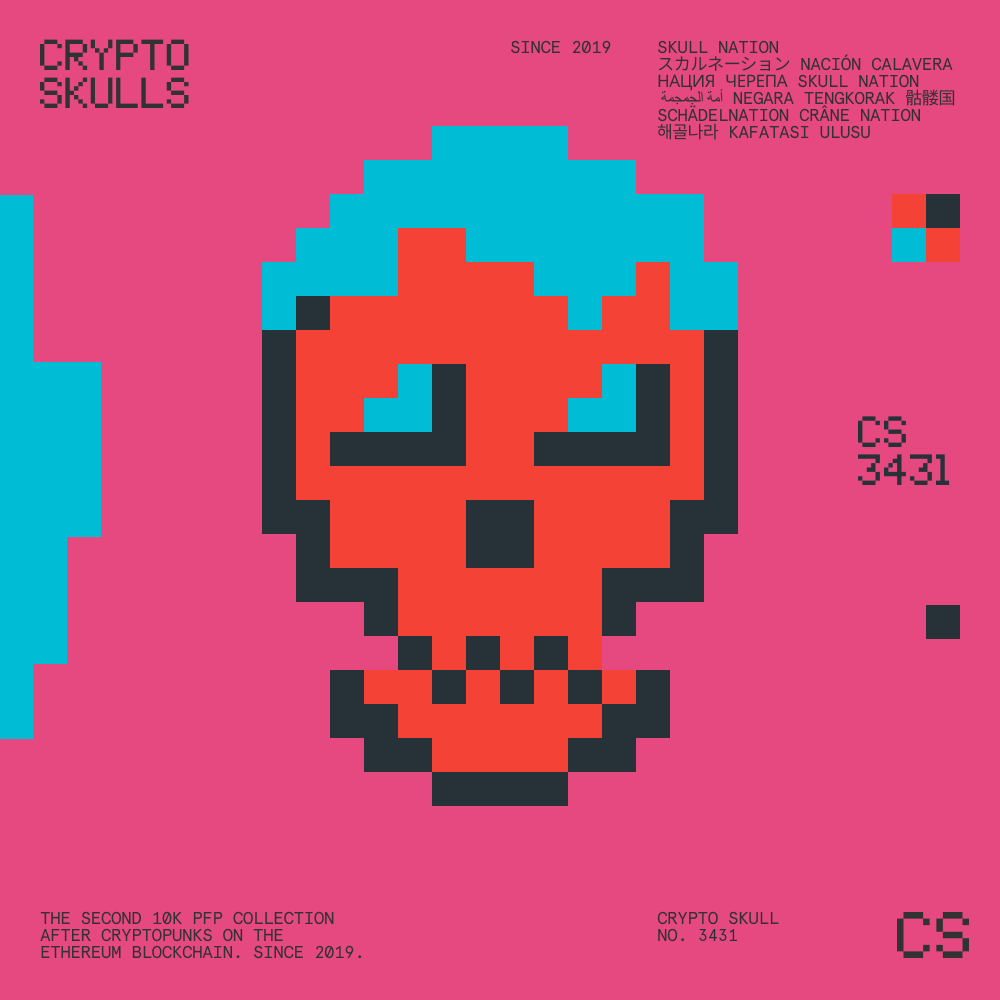 CRYPTO
SKULLS
SINCE 2019
SKULL NATION
スカルネーション NACIÓN CALAVERA
НАЦИЯ ЧЕРЕПА SKULL NATION
أمة الجمجمة NEGARA TENGKORAK 骷髅国
SCHÄDELNATION CRÂNE NATION
해골나라 KAFATASI ULUSU
CS
3431
THE SECOND 10K PFP COLLECTION
AFTER CRYPTOPUNKS ON THE
ETHEREUM BLOCKCHAIN. SINCE 2019.
CRYPTO SKULL
NO. 3431
CS